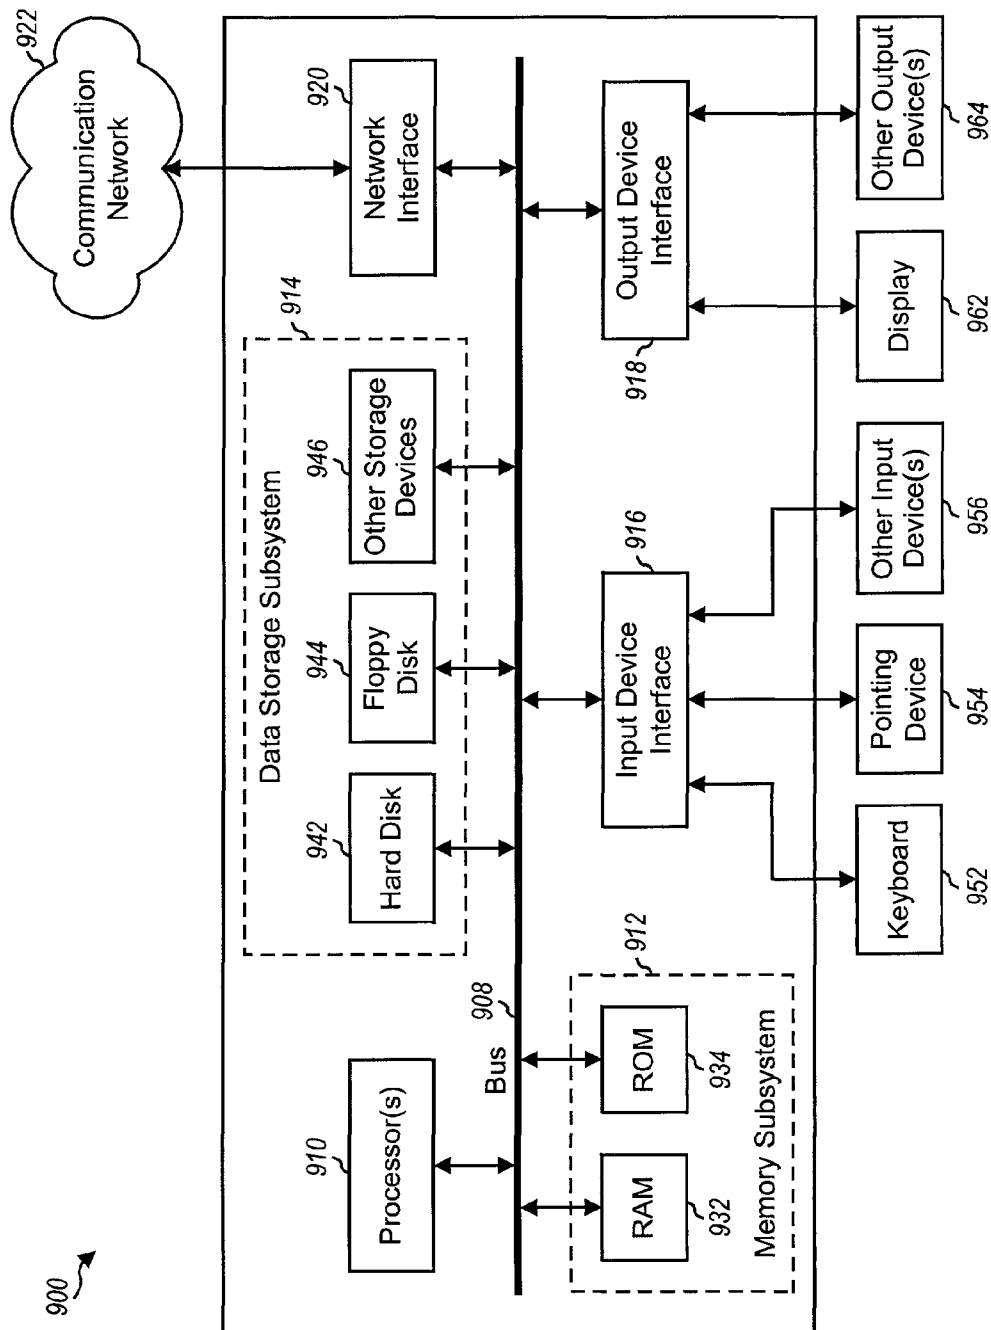 900
Communication
Network
922
910
Processor(s)
Data Storage Subsystem
914
942
Hard Disk
944
Floppy
Disk
946
Other Storage
Devices
920
Network
Interface
Bus
908
RAM
932
ROM
934
912
Memory Subsystem
Input Device
Interface
916
Output Device
Interface
918
Keyboard
952
Pointing
Device
954
Other Input
Device(s)
956
Display
962
Other Output
Device(s)
964